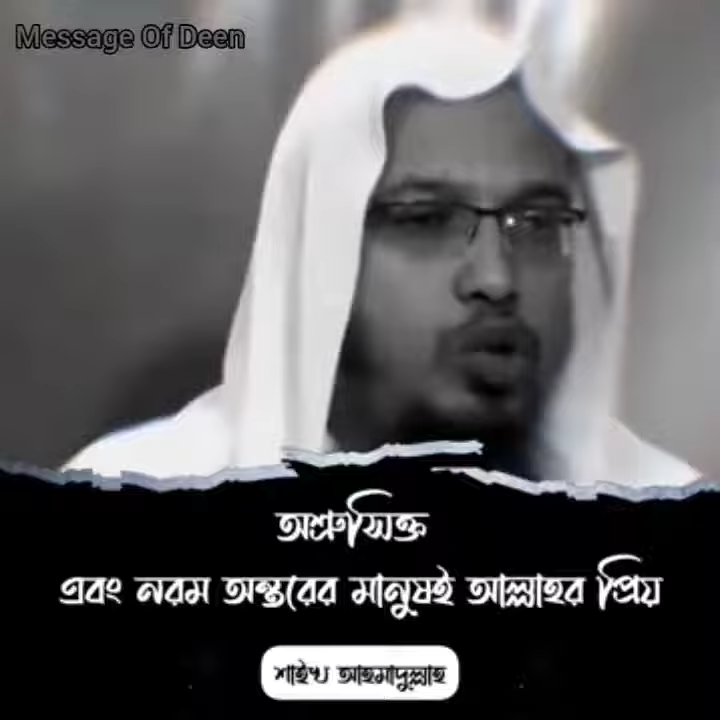 Message Of Deen
অশ্রুসিক্ত
এবং নরম অন্তরের মানুষই আল্লাহর প্রিয়
শাইখ আহমাদুল্লাহ